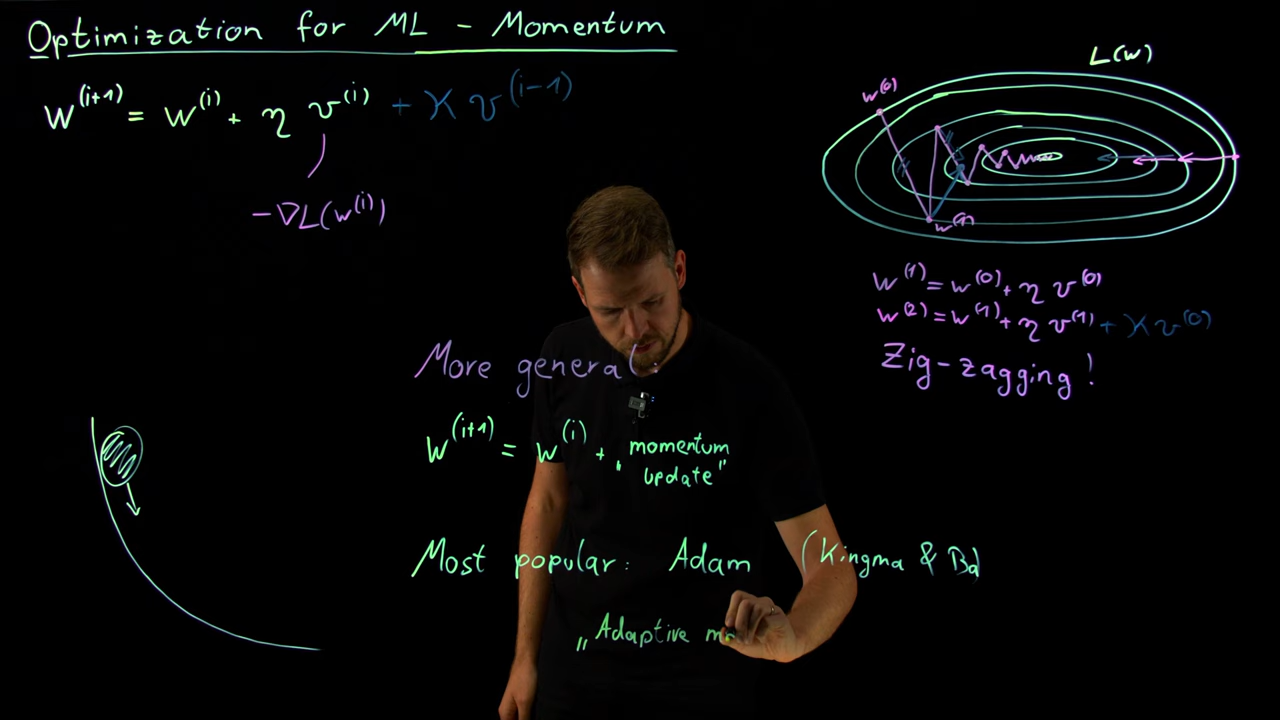 Optimization for ML - Momentum
L(w)
w^(i+1) = w^(i) + η v^(i) + ϰ v^(i-1)
-∇L(w^(i))
w^(0)
w^(1)
w^(1) = w^(0) + η v^(0)
w^(2) = w^(1) + η v^(1) + ϰ v^(0)
Zig-zagging!
More general:
w^(i+1) = w^(i) + „momentum
update"
Most popular: Adam (Kingma & Ba
„Adaptive